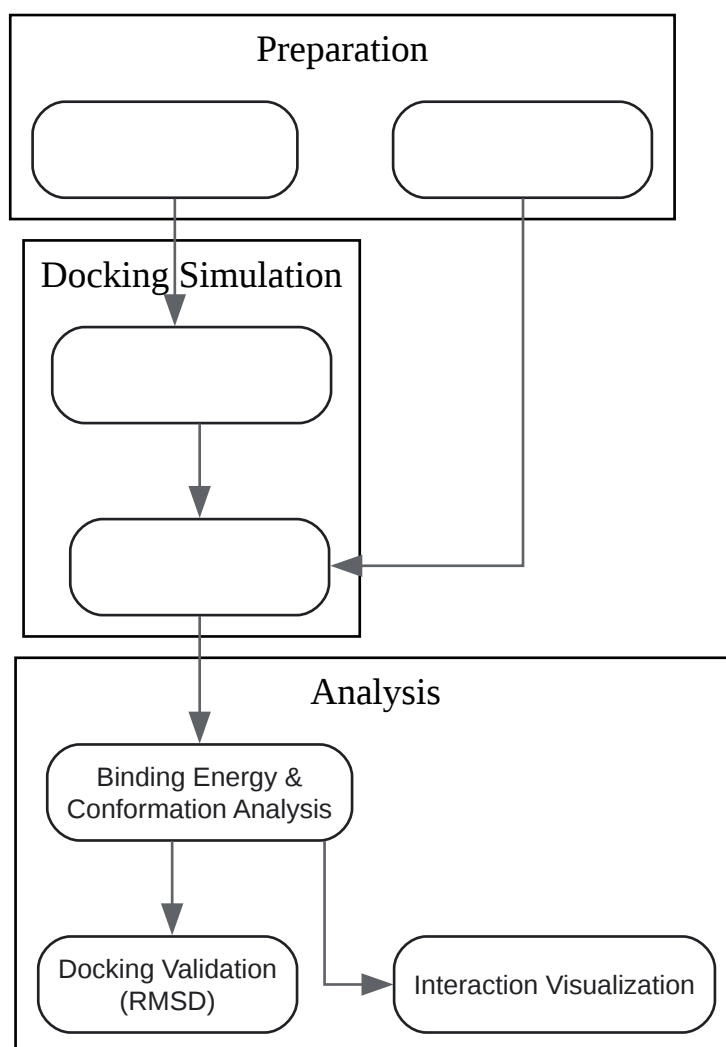 Preparation
Docking Simulation
Analysis
Binding Energy &
Conformation Analysis
Docking Validation
(RMSD)
Interaction Visualization